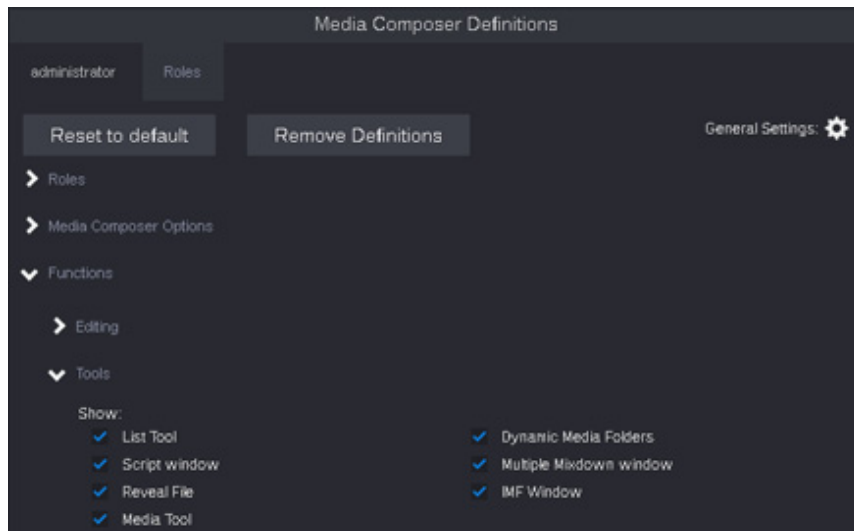 Media Composer Definitions
administrator Roles
Reset to default Remove Definitions General Settings:
Roles
Media Composer Options
Functions
Editing
Tools
Show:
List Tool Dynamic Media Folders
Script window Multiple Mixdown window
Reveal File IMF Window
Media Tool